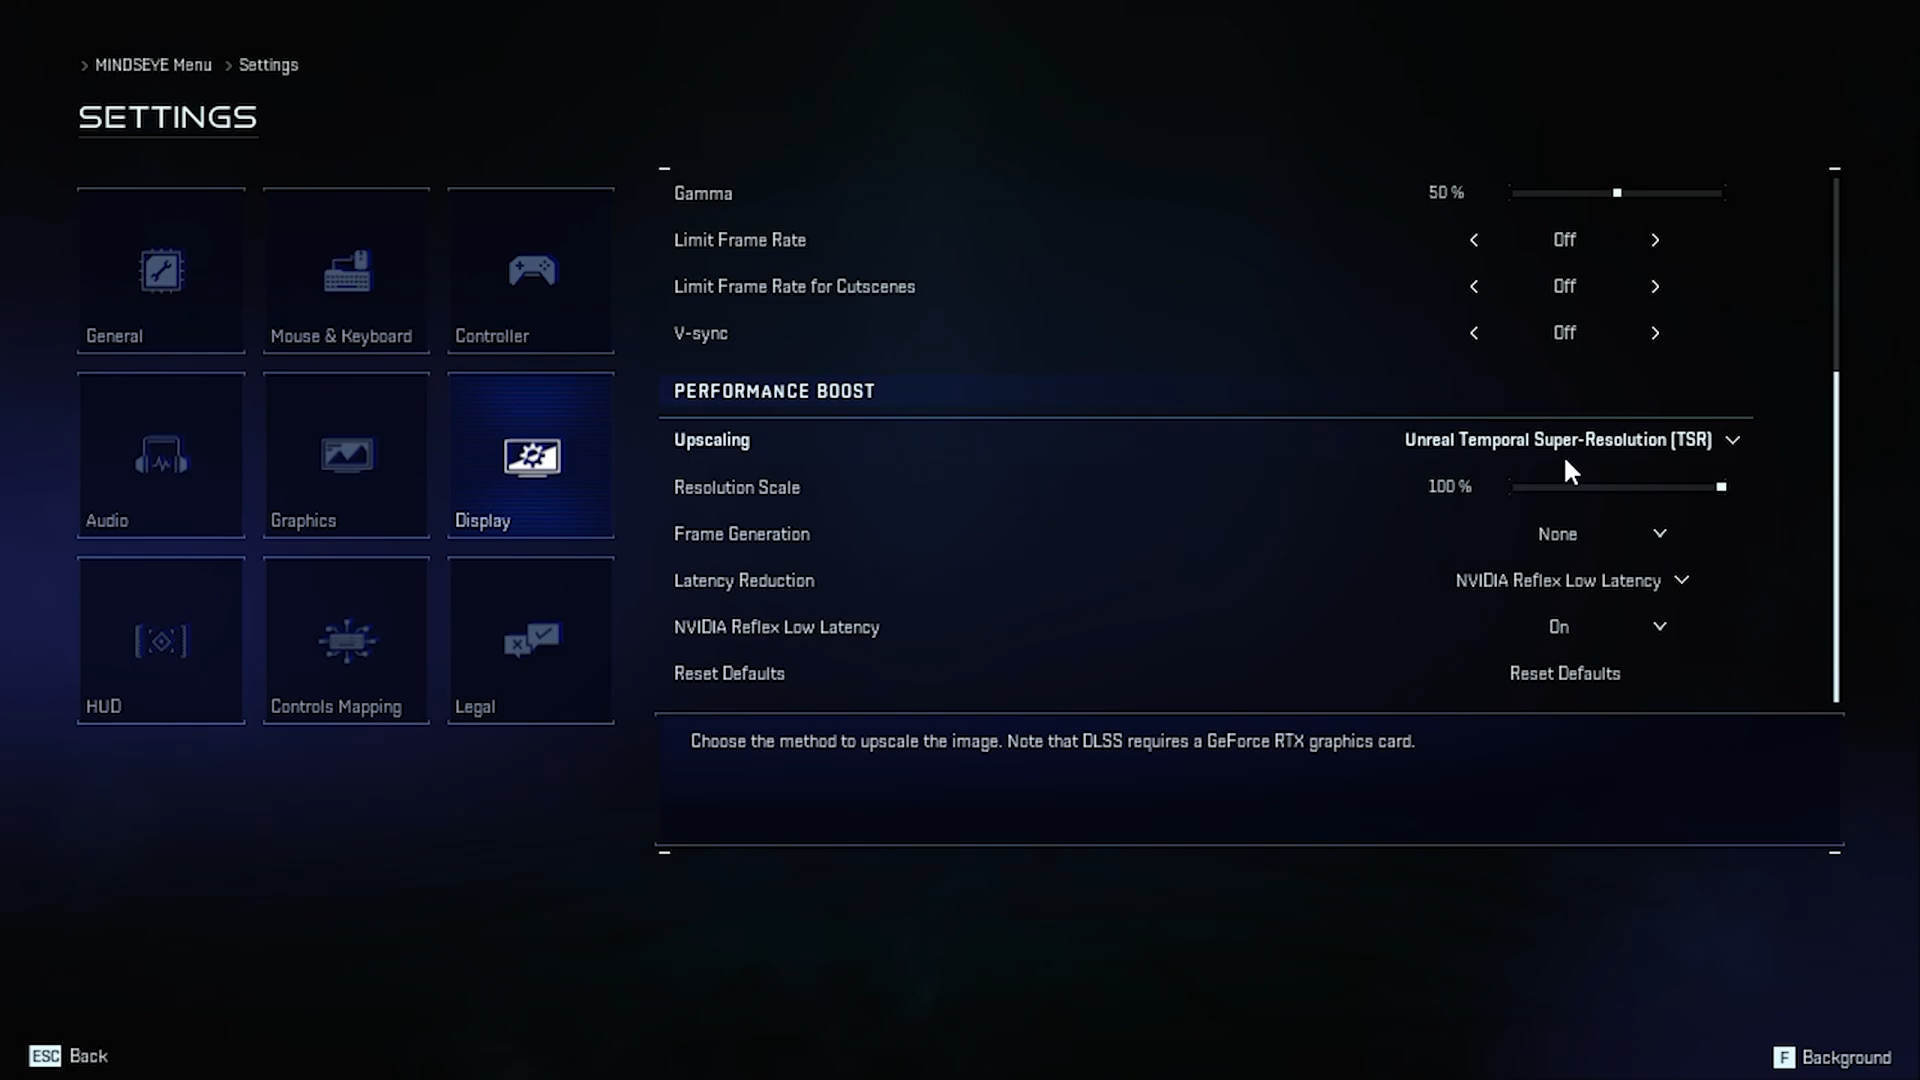 > MINDSEYE Menu > Settings
SETTINGS
General
Mouse & Keyboard
Controller
Audio
Graphics
Display
HUD
Controls Mapping
Legal
Gamma 50 %
Limit Frame Rate < Off >
Limit Frame Rate for Cutscenes < Off >
V-sync < Off >
PERFORMANCE BOOST
Upscaling Unreal Temporal Super-Resolution (TSR)
Resolution Scale 100 %
Frame Generation None
Latency Reduction NVIDIA Reflex Low Latency
NVIDIA Reflex Low Latency On
Reset Defaults Reset Defaults
Choose the method to upscale the image. Note that DLSS requires a GeForce RTX graphics card.
ESC Back
F Background